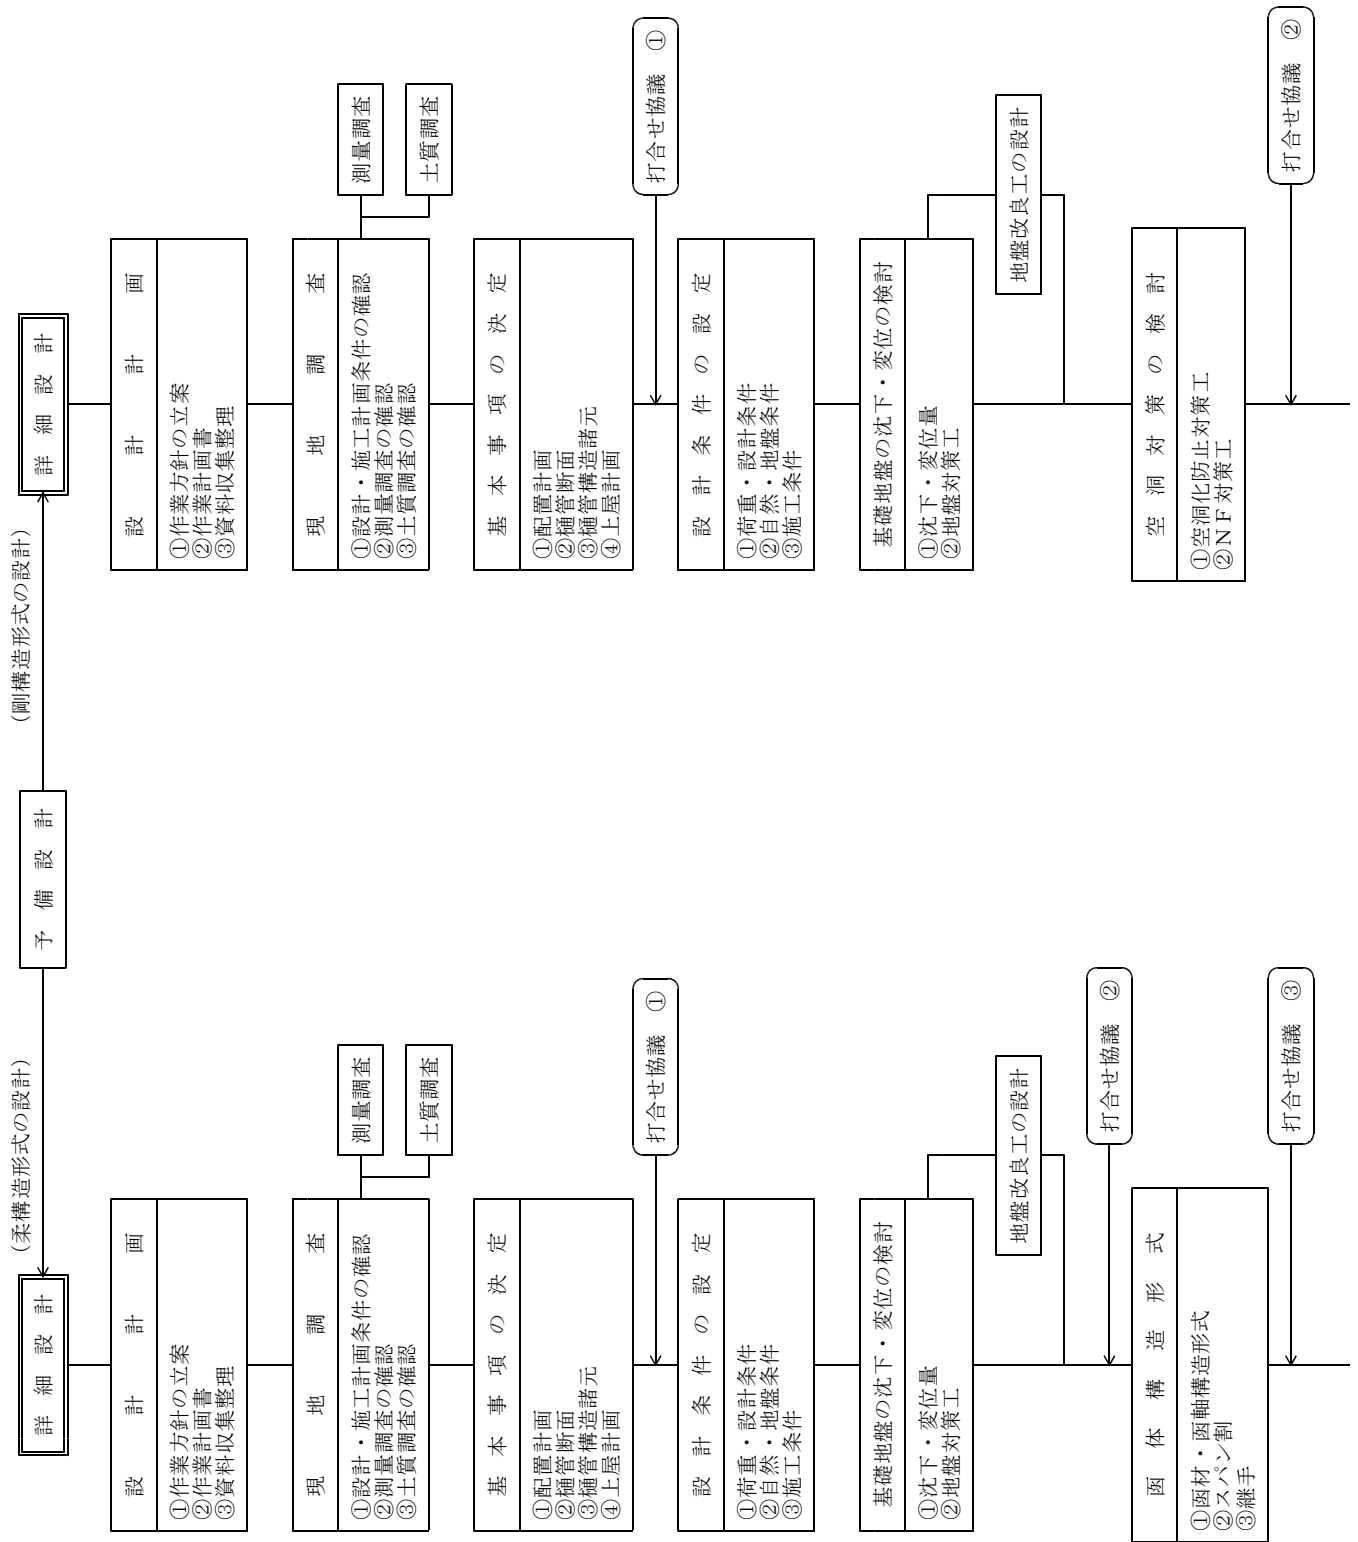 予備設計
(柔構造形式の設計)
詳細設計
設計計画
①作業方針の立案
②作業計画書
③資料収集整理
現地調査
①設計・施工計画条件の確認
②測量調査の確認
③土質調査の確認
測量調査
土質調査
基本事項の決定
①配置計画
②樋管断面
③樋管構造諸元
④上屋計画
打合せ協議 ①
設計条件の設定
①荷重・設計条件
②自然・地盤条件
③施工条件
基礎地盤の沈下・変位の検討
①沈下・変位量
②地盤対策工
地盤改良工の設計
打合せ協議 ②
函体構造形式
①函材・函軸構造形式
②スパン割
③継手
打合せ協議 ③
(剛構造形式の設計)
詳細設計
設計計画
①作業方針の立案
②作業計画書
③資料収集整理
現地調査
①設計・施工計画条件の確認
②測量調査の確認
③土質調査の確認
測量調査
土質調査
基本事項の決定
①配置計画
②樋管断面
③樋管構造諸元
④上屋計画
打合せ協議 ①
設計条件の設定
①荷重・設計条件
②自然・地盤条件
③施工条件
基礎地盤の沈下・変位の検討
①沈下・変位量
②地盤対策工
地盤改良工の設計
空洞対策の検討
①空洞化防止対策工
②ＮＦ対策工
打合せ協議 ②